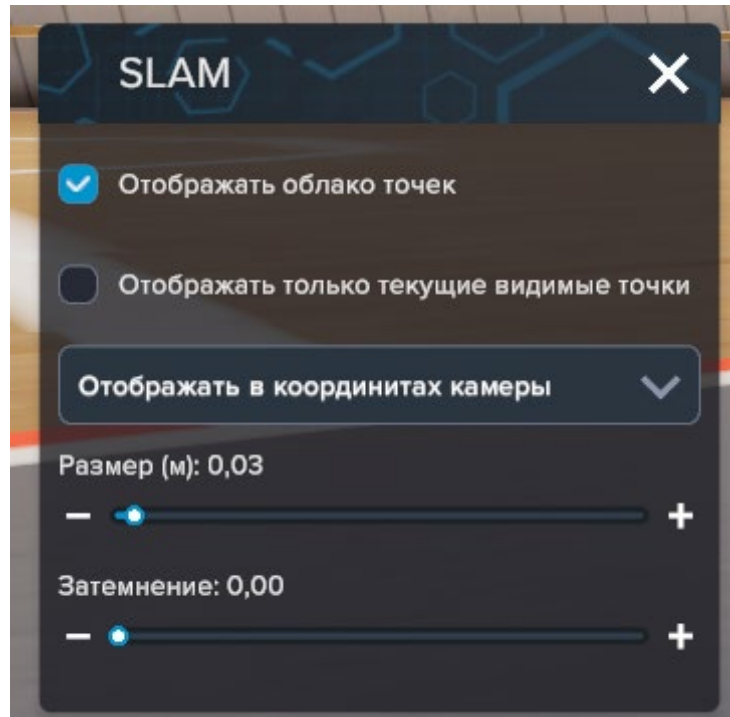 SLAM
Отображать облако точек
Отображать только текущие видимые точки
Отображать в координитах камеры
Размер (м): 0,03
Затемнение: 0,00